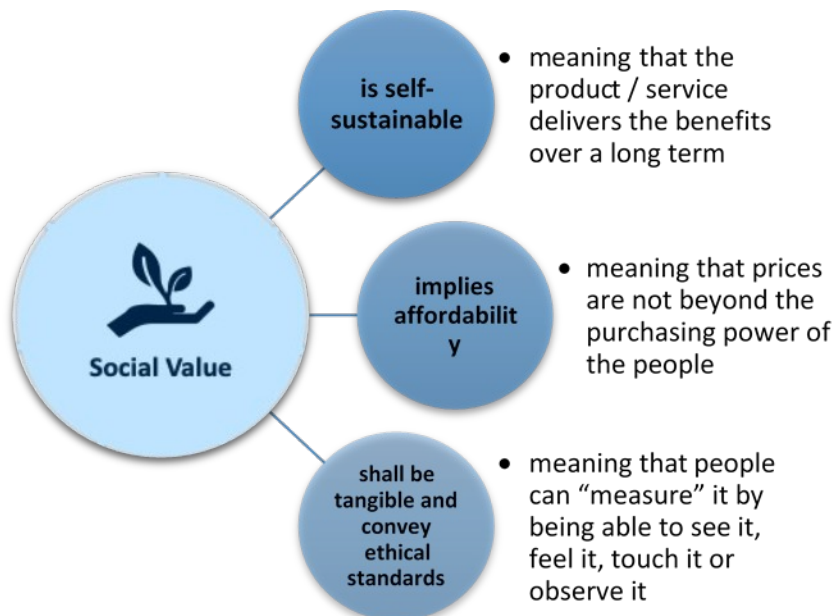 Social Value
is self-
sustainable
• meaning that the
product / service
delivers the benefits
over a long term
implies
affordabilit
y
• meaning that prices
are not beyond the
purchasing power of
the people
shall be
tangible and
convey
ethical
standards
• meaning that people
can “measure” it by
being able to see it,
feel it, touch it or
observe it